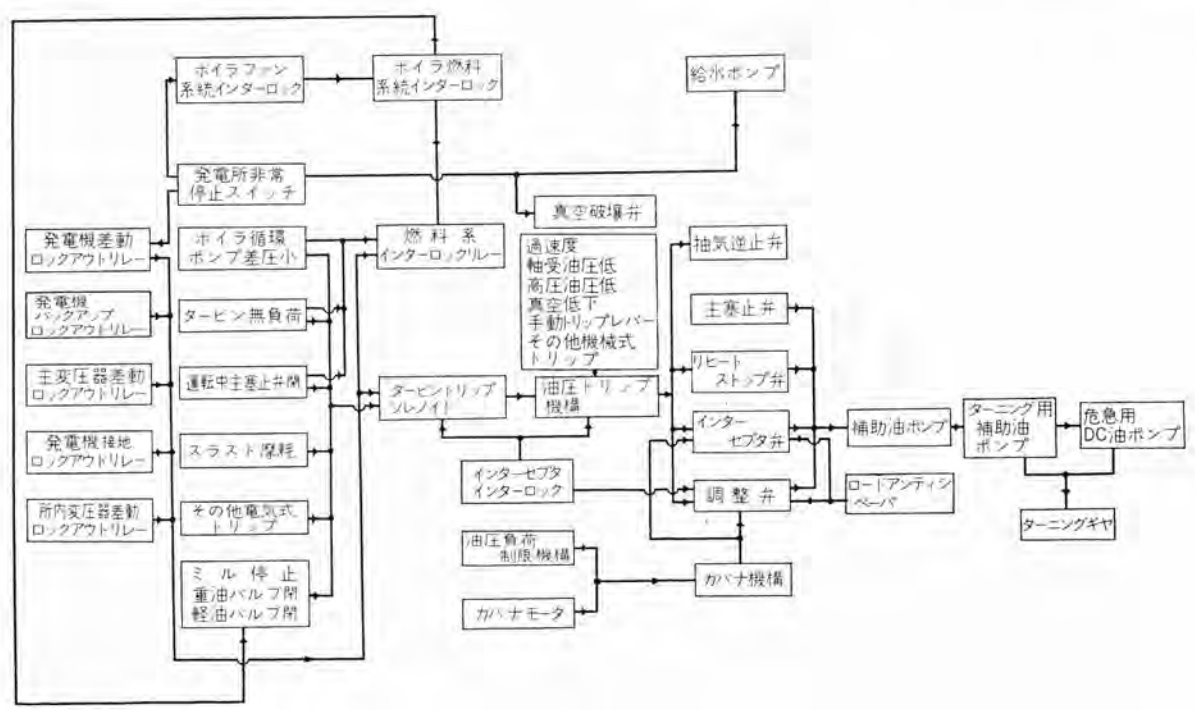 ボイラファン
系統インターロック
ボイラ燃料
系統インターロック
給水ポンプ
発電所非常
停止スイッチ
真空破壊弁
発電機差動
ロックアウトリレー
ボイラ循環
ポンプ差圧小
燃料系
インターロックリレー
過速度
軸受油圧低
高圧油圧低
真空低下
手動トリップレバー
その他機械式
トリップ
抽気逆止弁
発電機
バックアップ
ロックアウトリレー
タービン無負荷
主塞止弁
主変圧器差動
ロックアウトリレー
運転中主塞止弁閉
タービントリップ
ソレノイド
油圧トリップ
機構
リヒート
ストップ弁
発電機接地
ロックアウトリレー
スラスト摩耗
インターセプタ
インターロック
インター
セプタ弁
補助油ポンプ
ターニング用
補助油
ポンプ
危急用
DC油ポンプ
所内変圧器差動
ロックアウトリレー
その他電気式
トリップ
調整弁
ロードアンティシ
ペータ
ターニングギヤ
油圧負荷
制限機構
ミル停止
重油バルブ閉
軽油バルブ閉
ガバナモータ
ガバナ機構